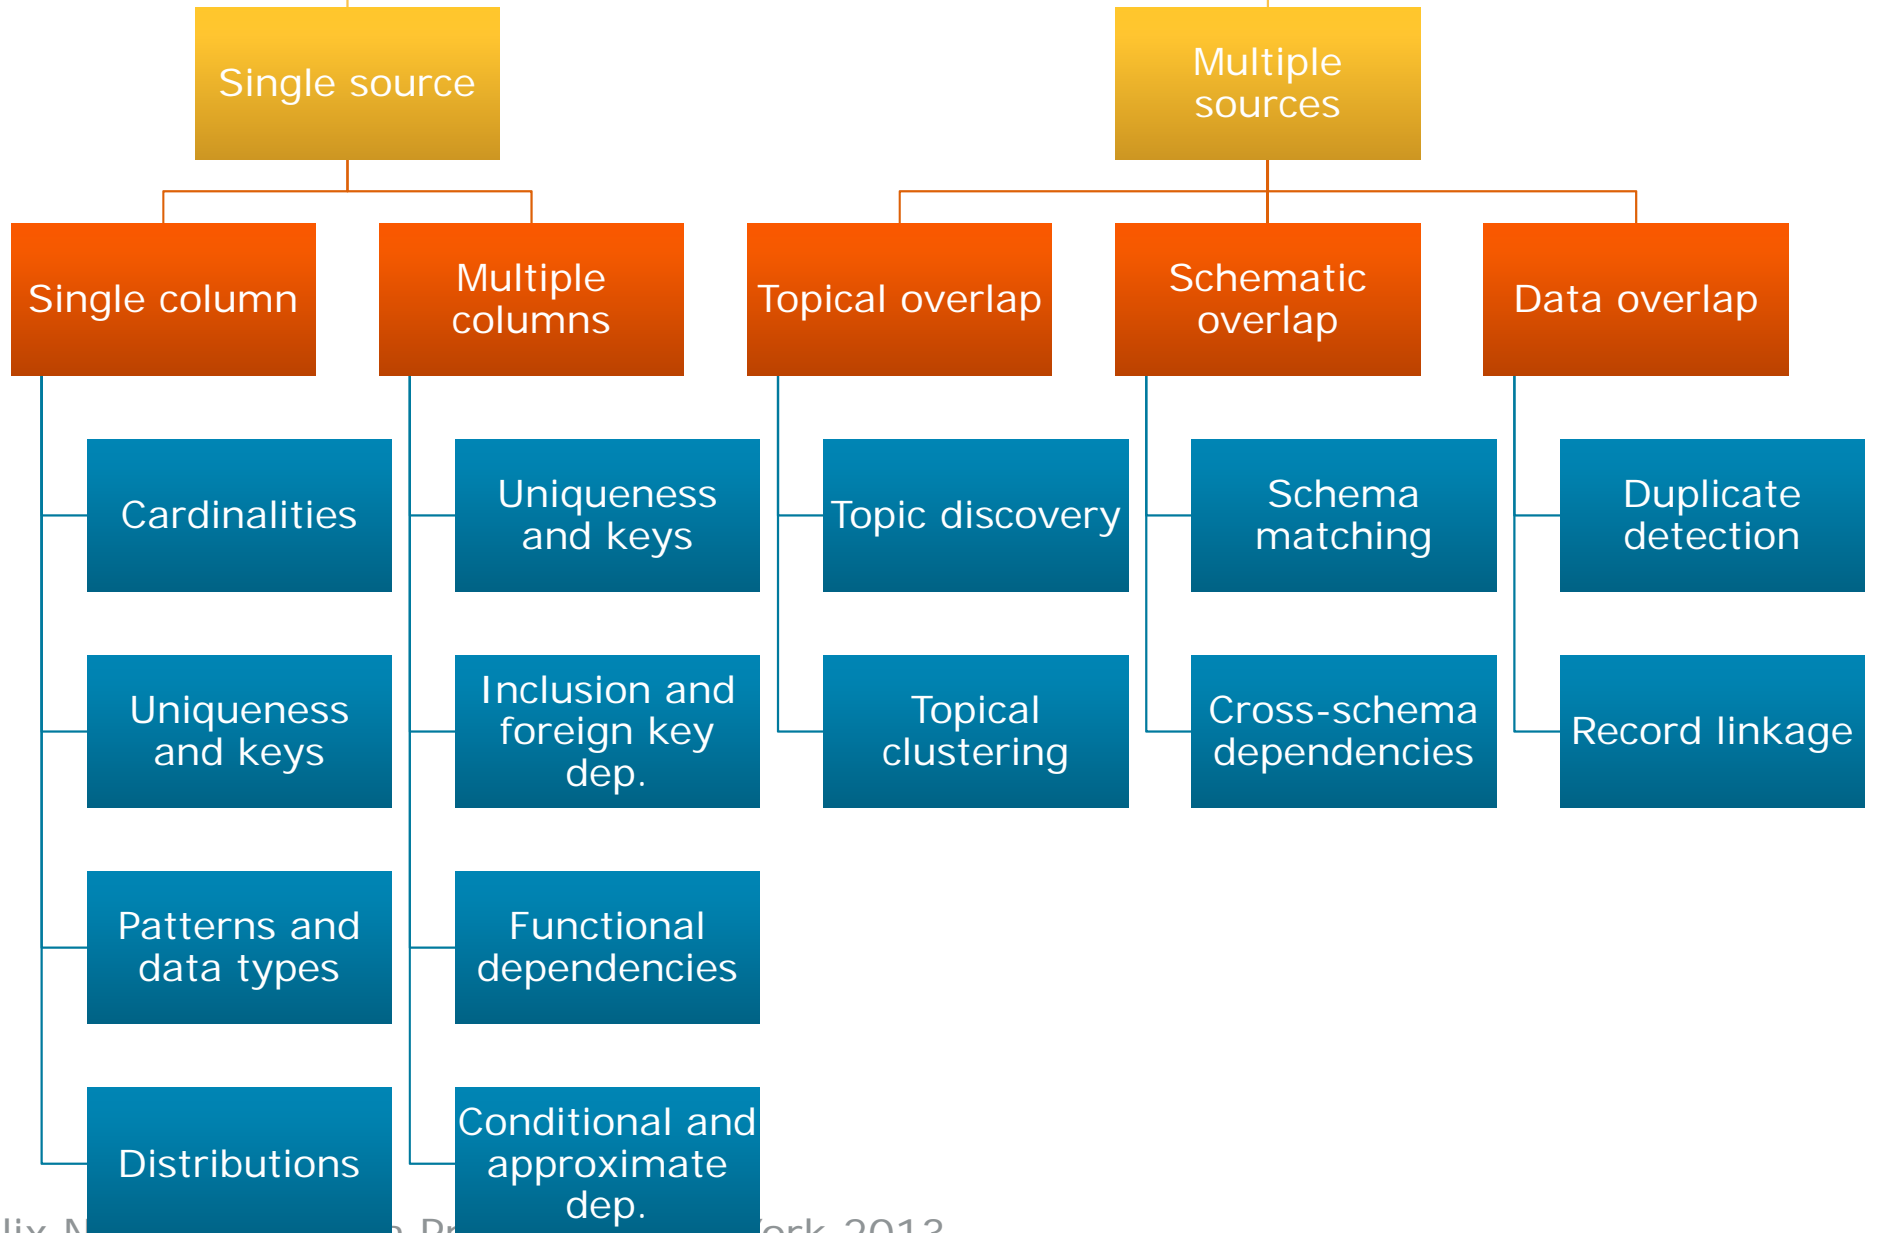 Single source
Multiple
sources
Single column
Multiple
columns
Topical overlap
Schematic
overlap
Data overlap
Cardinalities
Uniqueness
and keys
Topic discovery
Schema
matching
Duplicate
detection
Uniqueness
and keys
Inclusion and
foreign key
dep.
Topical
clustering
Cross-schema
dependencies
Record linkage
Patterns and
data types
Functional
dependencies
Distributions
Conditional and
approximate
dep.
2013